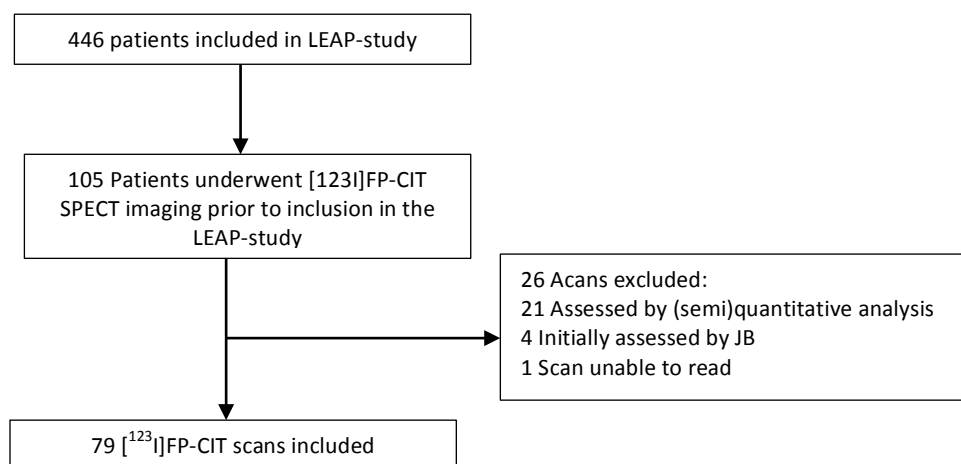 446 patients included in LEAP-study
105 Patients underwent [123I]FP-CIT
SPECT imaging prior to inclusion in the
LEAP-study
26 Acans excluded:
21 Assessed by (semi)quantitative analysis
4 Initially assessed by JB
1 Scan unable to read
79 [¹²³I]FP-CIT scans included